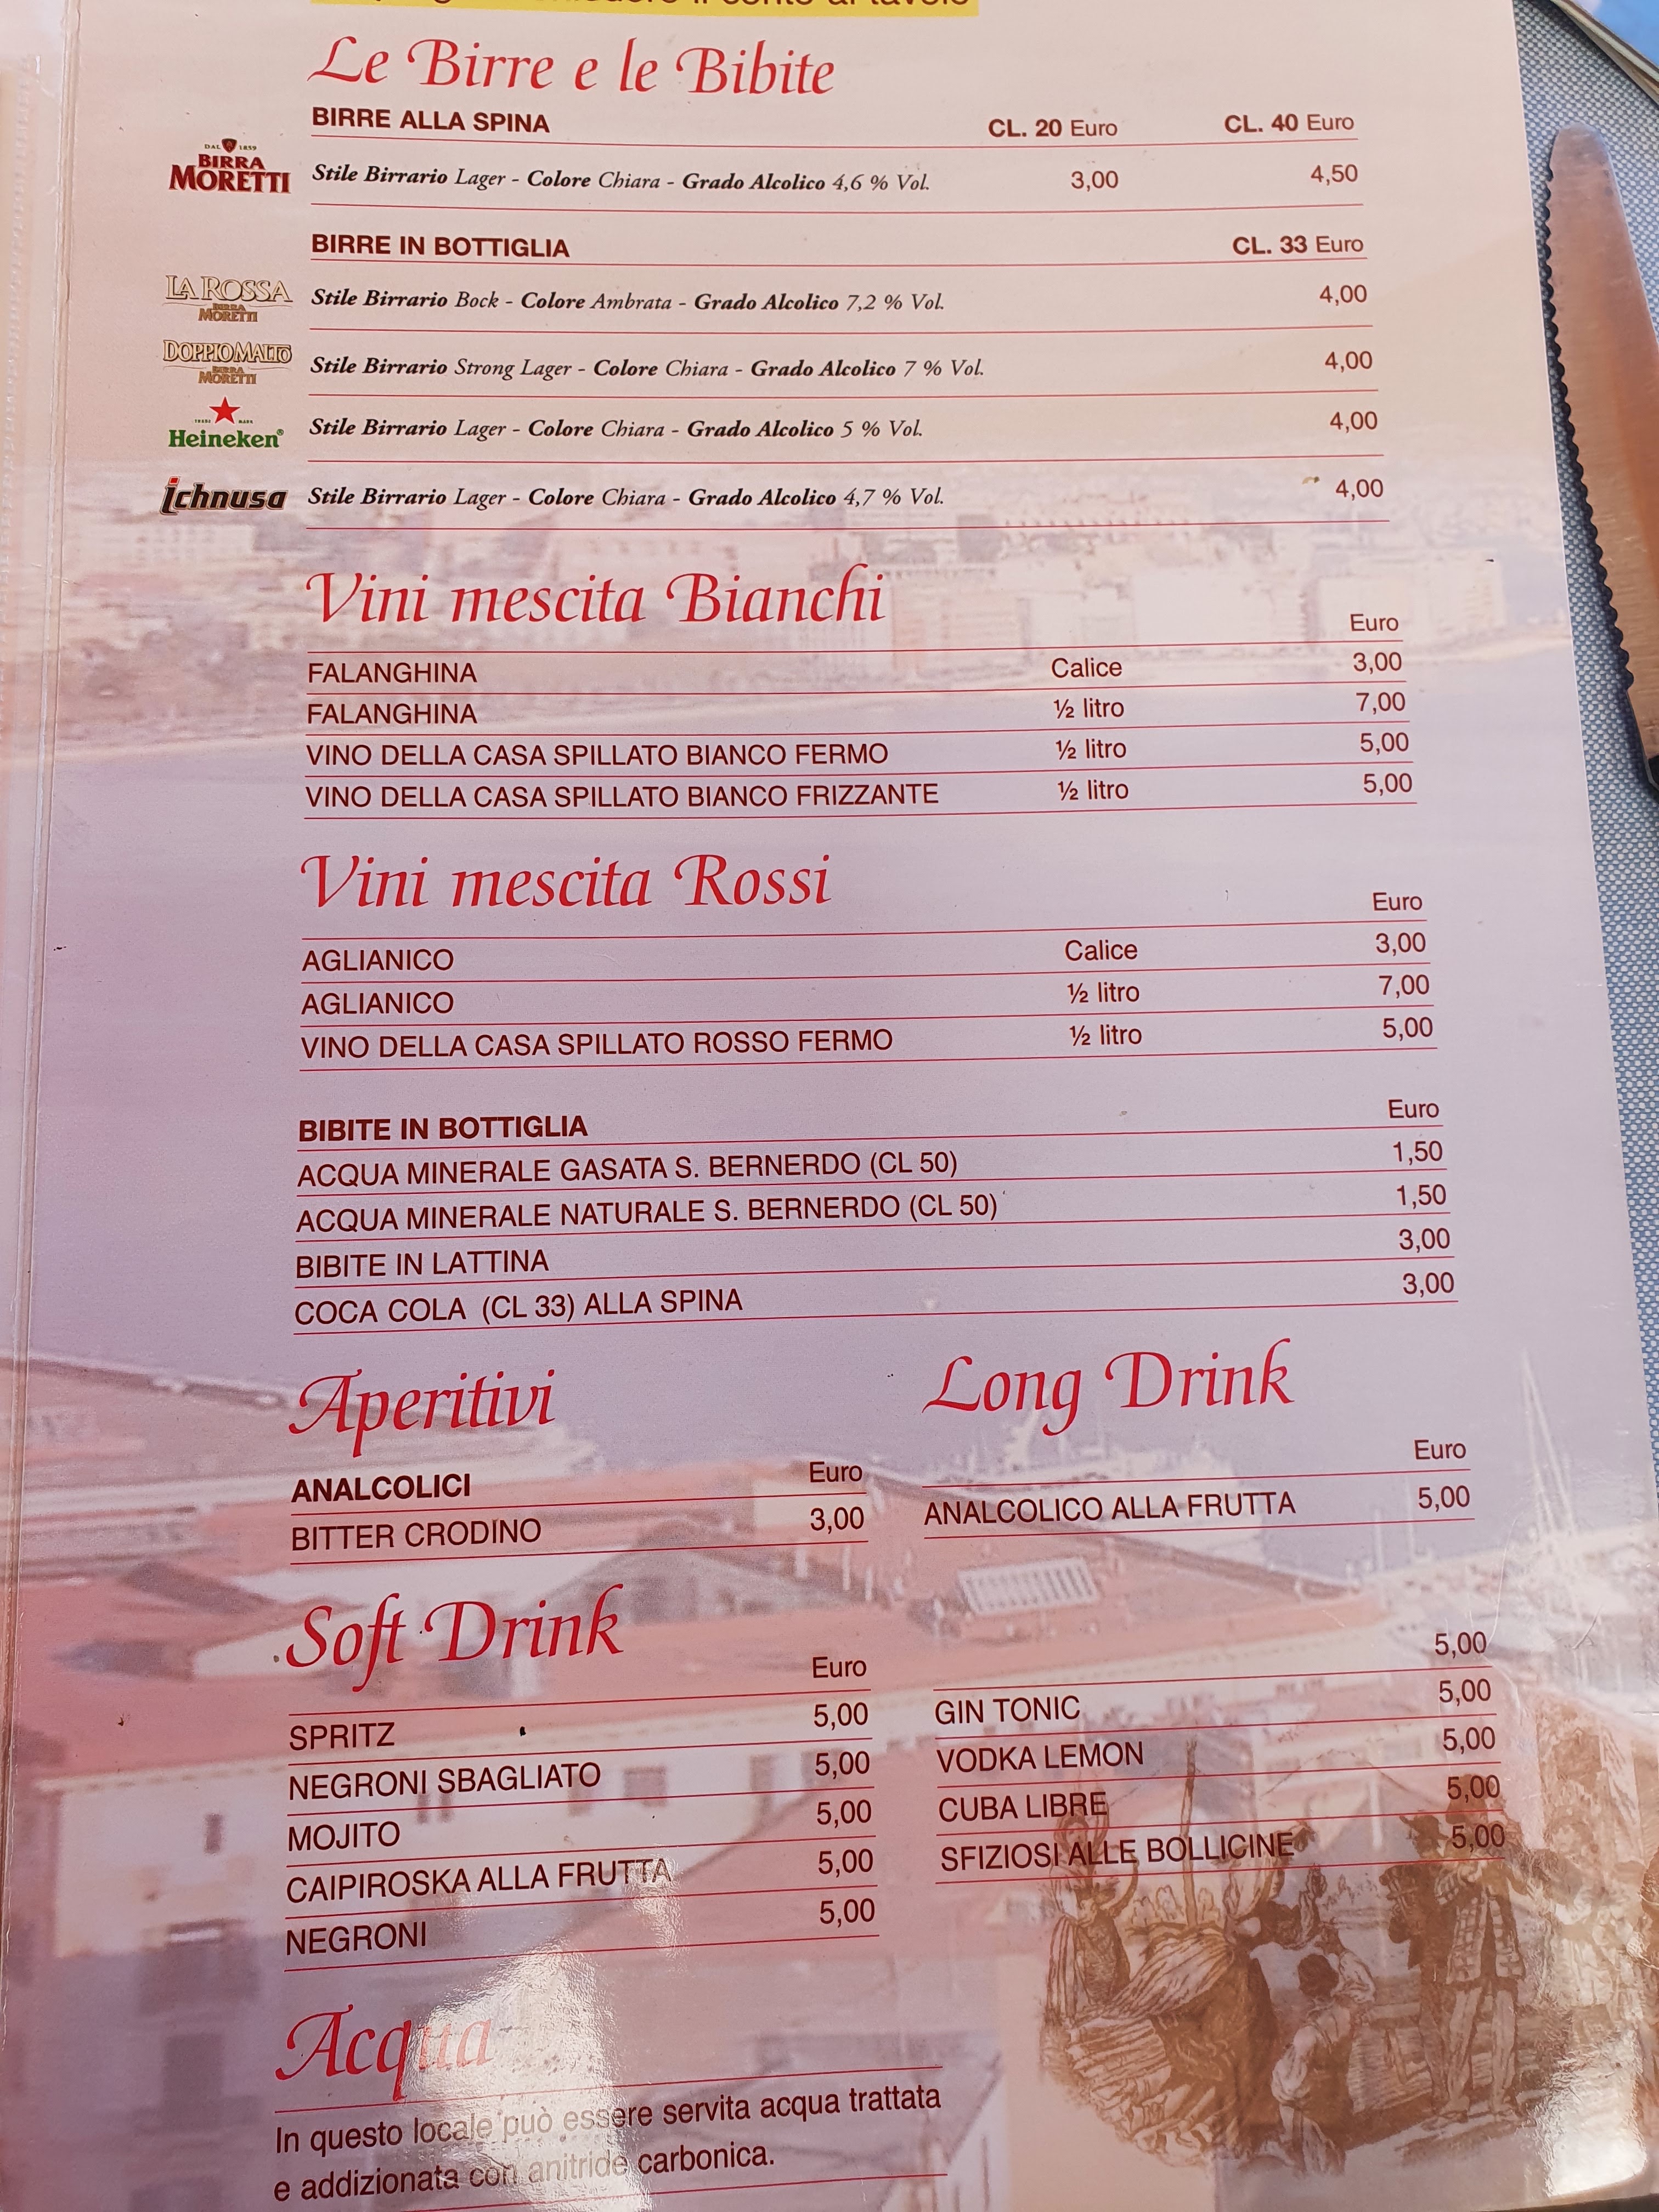 Le Birre e le Bibite
BIRRE ALLA SPINA CL. 20 Euro CL. 40 Euro
DAL 1859
BIRRA
MORETTI
Stile Birrario Lager - Colore Chiara - Grado Alcolico 4,6 % Vol. 3,00 4,50
BIRRE IN BOTTIGLIA CL. 33 Euro
LA ROSSA
BIRRA
MORETTI
Stile Birrario Bock - Colore Ambrata - Grado Alcolico 7,2 % Vol. 4,00
DOPPIO MALTO
BIRRA
MORETTI
Stile Birrario Strong Lager - Colore Chiara - Grado Alcolico 7 % Vol. 4,00
TRADE MARK
Heineken®
Stile Birrario Lager - Colore Chiara - Grado Alcolico 5 % Vol. 4,00
ichnusa Stile Birrario Lager - Colore Chiara - Grado Alcolico 4,7 % Vol. 4,00
Vini mescita Bianchi
Euro
FALANGHINA Calice 3,00
FALANGHINA ½ litro 7,00
VINO DELLA CASA SPILLATO BIANCO FERMO ½ litro 5,00
VINO DELLA CASA SPILLATO BIANCO FRIZZANTE ½ litro 5,00
Vini mescita Rossi
Euro
AGLIANICO Calice 3,00
AGLIANICO ½ litro 7,00
VINO DELLA CASA SPILLATO ROSSO FERMO ½ litro 5,00
BIBITE IN BOTTIGLIA Euro
ACQUA MINERALE GASATA S. BERNERDO (CL 50) 1,50
ACQUA MINERALE NATURALE S. BERNERDO (CL 50) 1,50
BIBITE IN LATTINA 3,00
COCA COLA (CL 33) ALLA SPINA 3,00
Aperitivi
ANALCOLICI Euro
BITTER CRODINO 3,00
Long Drink
Euro
ANALCOLICO ALLA FRUTTA 5,00
Soft Drink
Euro
SPRITZ 5,00
NEGRONI SBAGLIATO 5,00
MOJITO 5,00
CAIPIROSKA ALLA FRUTTA 5,00
NEGRONI 5,00
5,00
GIN TONIC 5,00
VODKA LEMON 5,00
CUBA LIBRE 5,00
SFIZIOSI ALLE BOLLICINE 5,00
Acqua
In questo locale può essere servita acqua trattata
e addizionata con anitride carbonica.